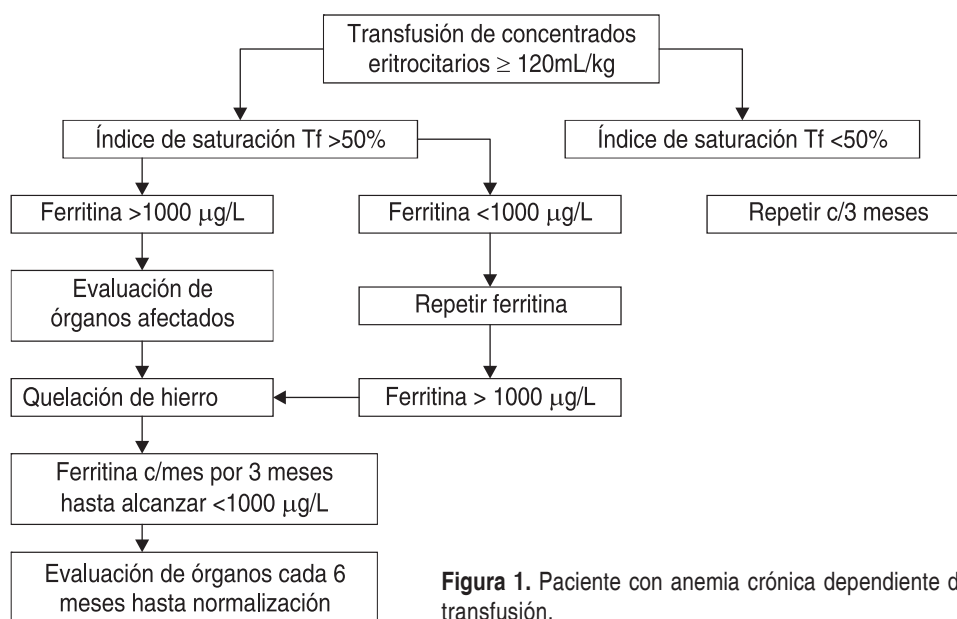 Transfusión de concentrados
eritrocitarios ≥ 120mL/kg
Índice de saturación Tf >50%
Índice de saturación Tf <50%
Ferritina >1000 μg/L
Ferritina <1000 μg/L
Repetir c/3 meses
Evaluación de
órganos afectados
Repetir ferritina
Quelación de hierro
Ferritina > 1000 μg/L
Ferritina c/mes por 3 meses
hasta alcanzar <1000 μg/L
Evaluación de órganos cada 6
meses hasta normalización
Figura 1. Paciente con anemia crónica dependiente d
transfusión.